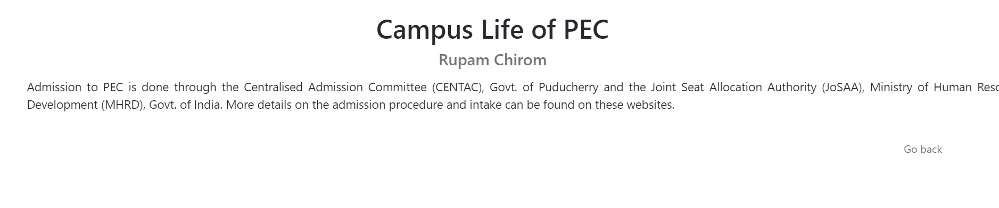 Campus Life of PEC
Rupam Chirom
Admission to PEC is done through the Centralised Admission Committee (CENTAC), Govt. of Puducherry and the Joint Seat Allocation Authority (JoSAA), Ministry of Human
Development (MHRD), Govt. of India. More details on the admission procedure and intake can be found on these websites.
Go back